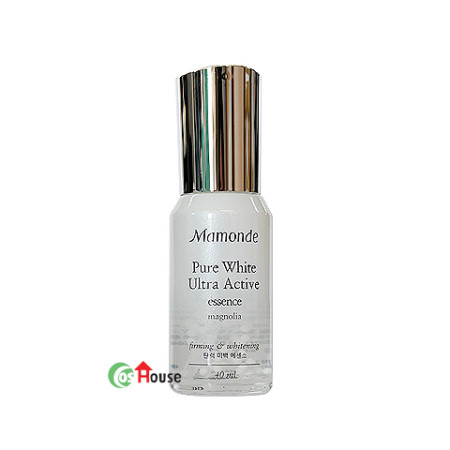 Mamonde
Pure White
Ultra Active
essence
magnolia
firming & whitening
탄력 미백 에센스
40 ml
CosHouse